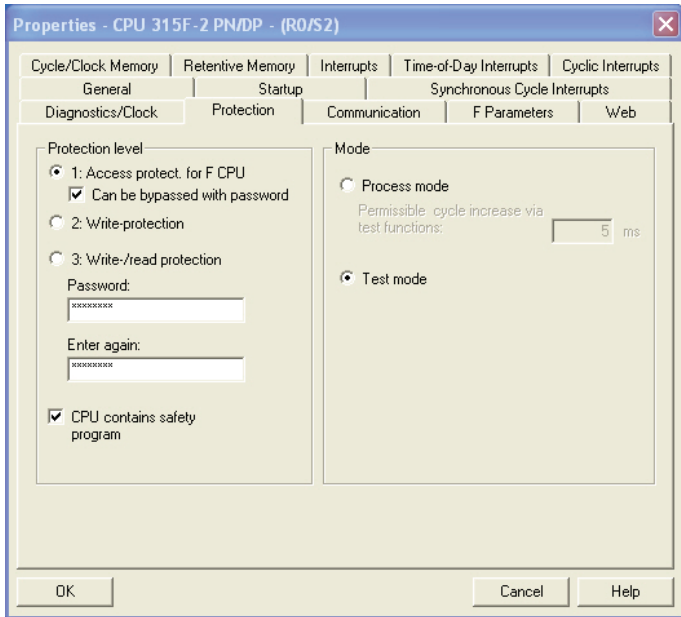 Properties - CPU 315F-2 PN/DP - (R0/S2)
Cycle/Clock Memory Retentive Memory Interrupts Time-of-Day Interrupts Cyclic Interrupts
General Startup Synchronous Cycle Interrupts
Diagnostics/Clock Protection Communication F Parameters Web
Protection level
1: Access protect. for F CPU
Can be bypassed with password
2: Write-protection
3: Write-/read protection
Password:
xxxxxxxx
Enter again:
xxxxxxxx
CPU contains safety
program
Mode
Process mode
Permissible cycle increase via
test functions: 5 ms
Test mode
OK Cancel Help